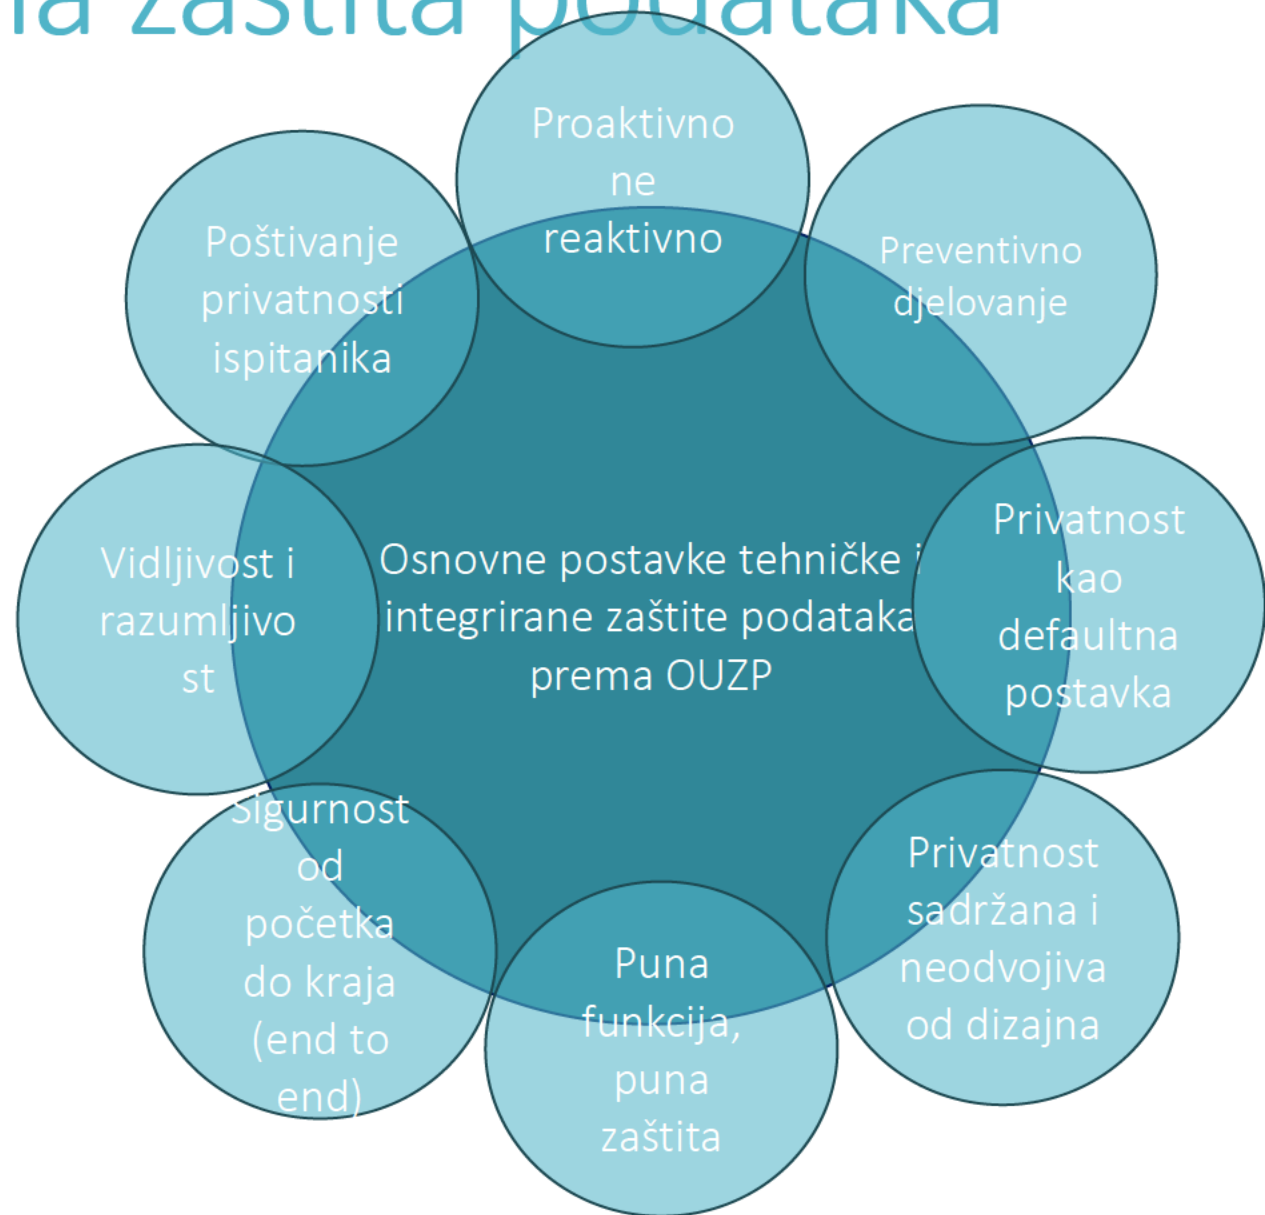 zaštita podataka
Proaktivno
ne
reaktivno
Preventivno
djelovanje
Privatnost
kao
defaultna
postavka
Privatnost
sadržana i
neodvojiva
od dizajna
Puna
funkcija,
puna
zaštita
Sigurnost
od
početka
do kraja
(end to
end)
Vidljivost i
razumljivo
st
Poštivanje
privatnosti
ispitanika
Osnovne postavke tehničke i
integrirane zaštite podataka
prema OUZP